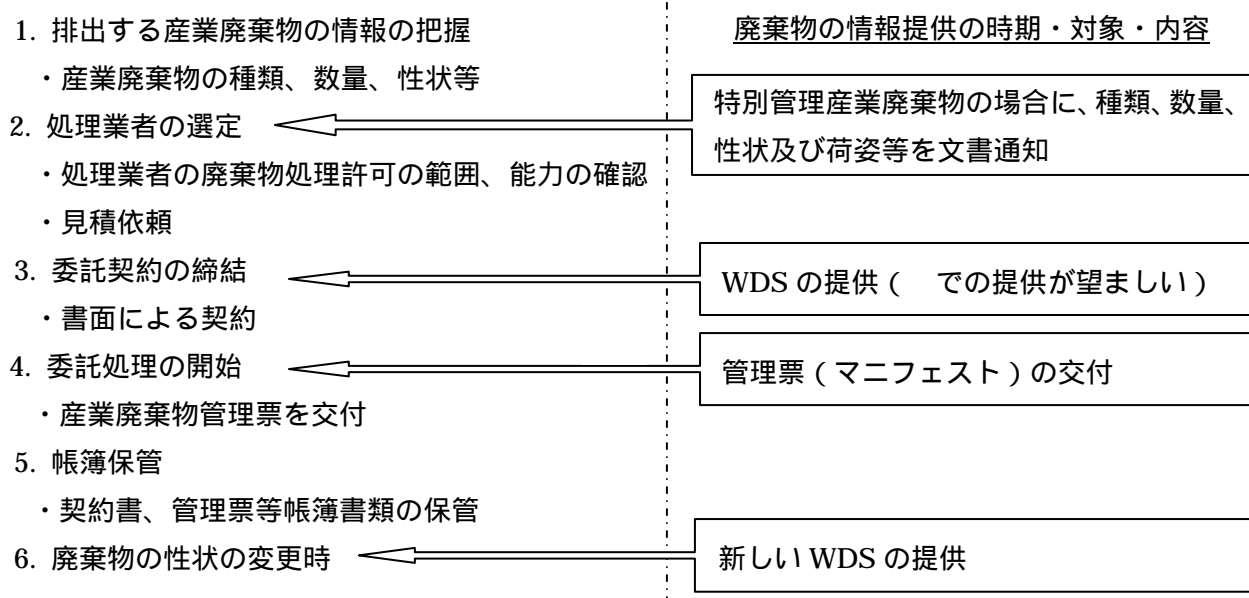 1. 排出する産業廃棄物の情報の把握
・産業廃棄物の種類、数量、性状等
2. 処理業者の選定
・処理業者の廃棄物処理許可の範囲、能力の確認
・見積依頼
3. 委託契約の締結
・書面による契約
4. 委託処理の開始
・産業廃棄物管理票を交付
5. 帳簿保管
・契約書、管理票等帳簿書類の保管
6. 廃棄物の性状の変更時
廃棄物の情報提供の時期・対象・内容
特別管理産業廃棄物の場合に、種類、数量、
性状及び荷姿等を文書通知
WDS の提供(　での提供が望ましい)
管理票(マニフェスト)の交付
新しい WDS の提供